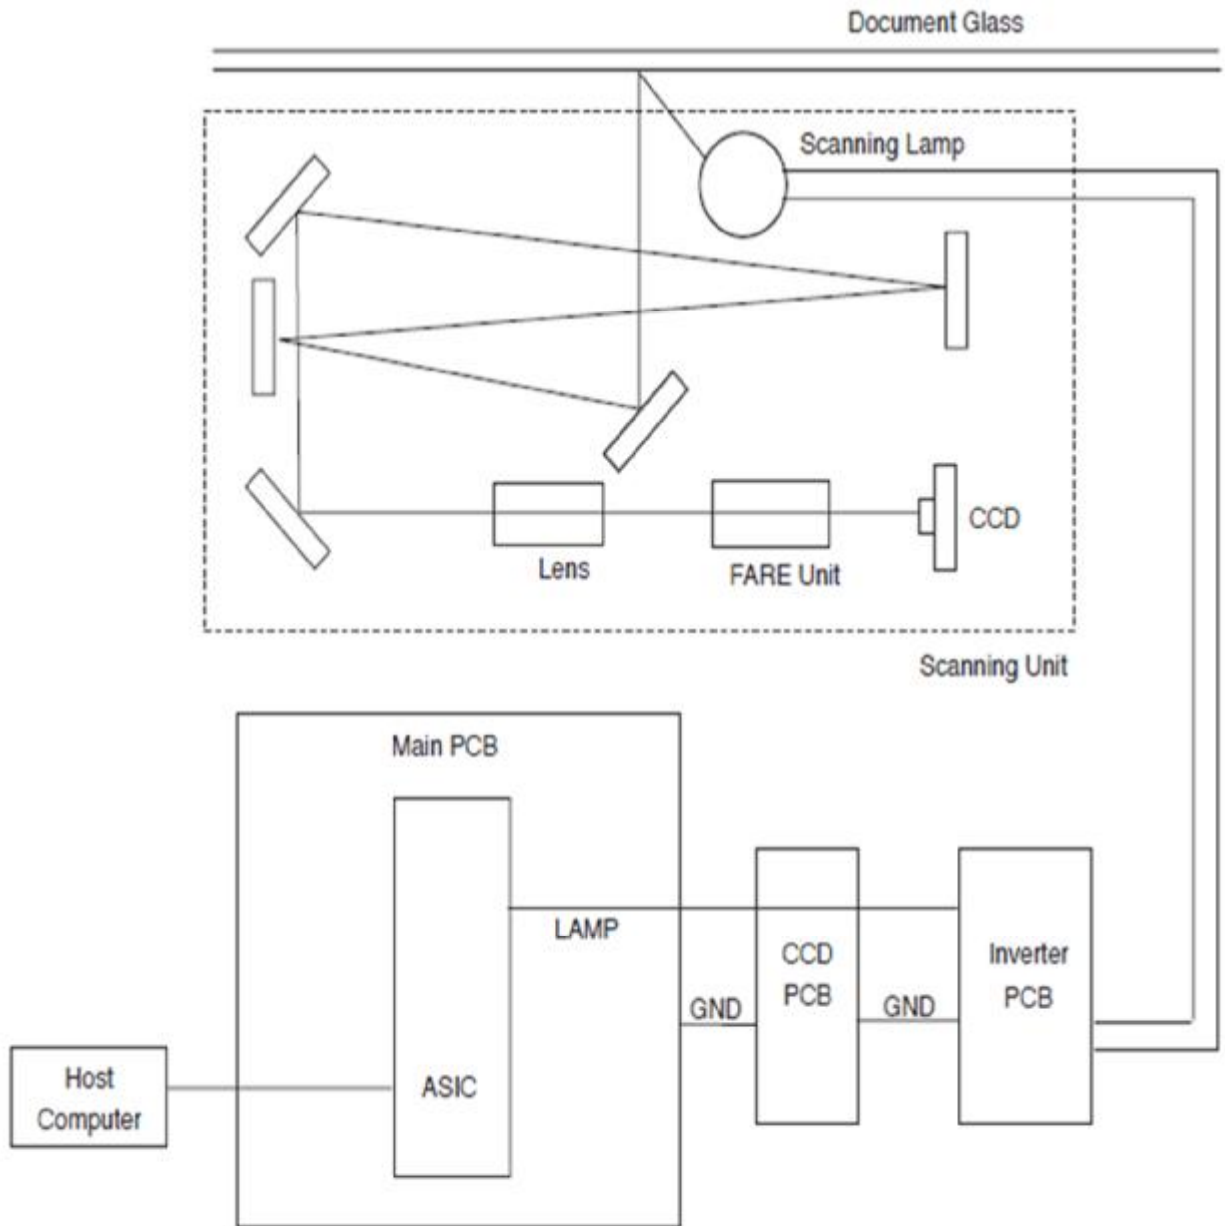 Document Glass
Scanning Lamp
CCD
Lens
FARE Unit
Scanning Unit
Main PCB
LAMP
CCD
PCB
Inverter
PCB
GND
GND
Host
Computer
ASIC